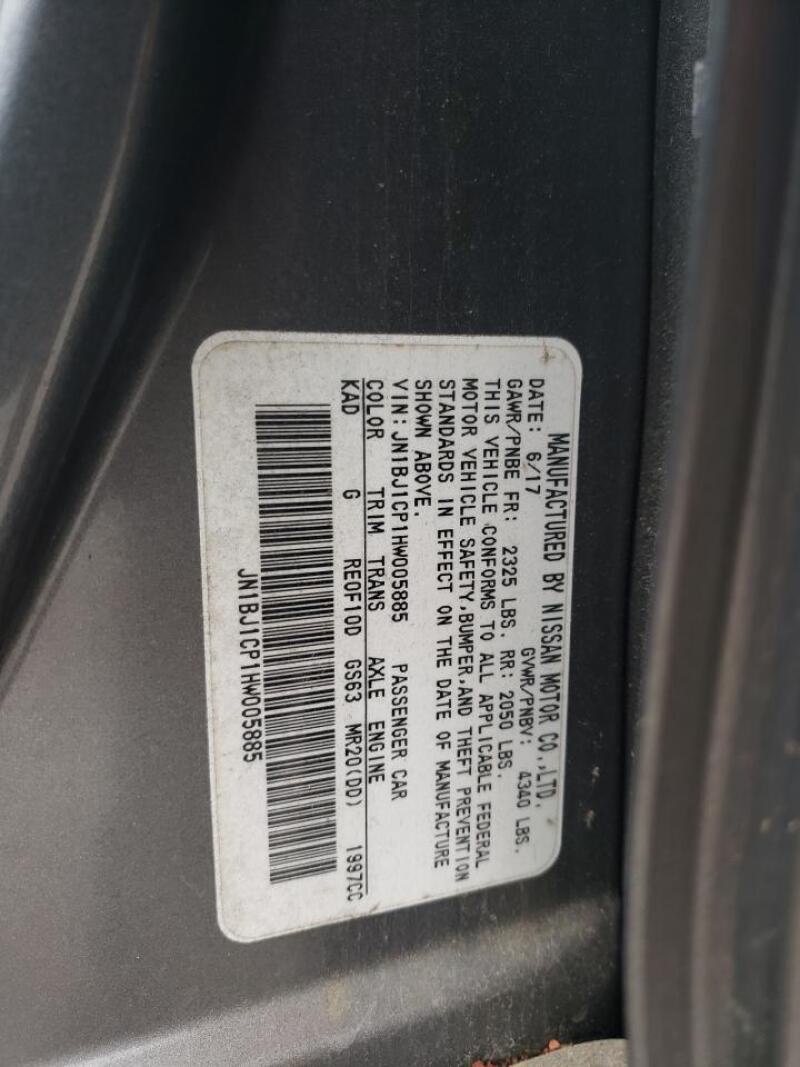 MANUFACTURED BY NISSAN MOTOR CO.,LTD.
DATE: 6/17 GVWR/PNBV: 4340 LBS.
GAWR/PNBE FR: 2325 LBS. RR: 2050 LBS.
THIS VEHICLE CONFORMS TO ALL APPLICABLE FEDERAL
MOTOR VEHICLE SAFETY,BUMPER,AND THEFT PREVENTION
STANDARDS IN EFFECT ON THE DATE OF MANUFACTURE
SHOWN ABOVE.
VIN:JN1BJ1CP1HW005885 PASSENGER CAR
COLOR TRIM TRANS AXLE ENGINE
KAD G RE0F10D GS63 MR20(DD) 1997CC
JN1BJ1CP1HW005885